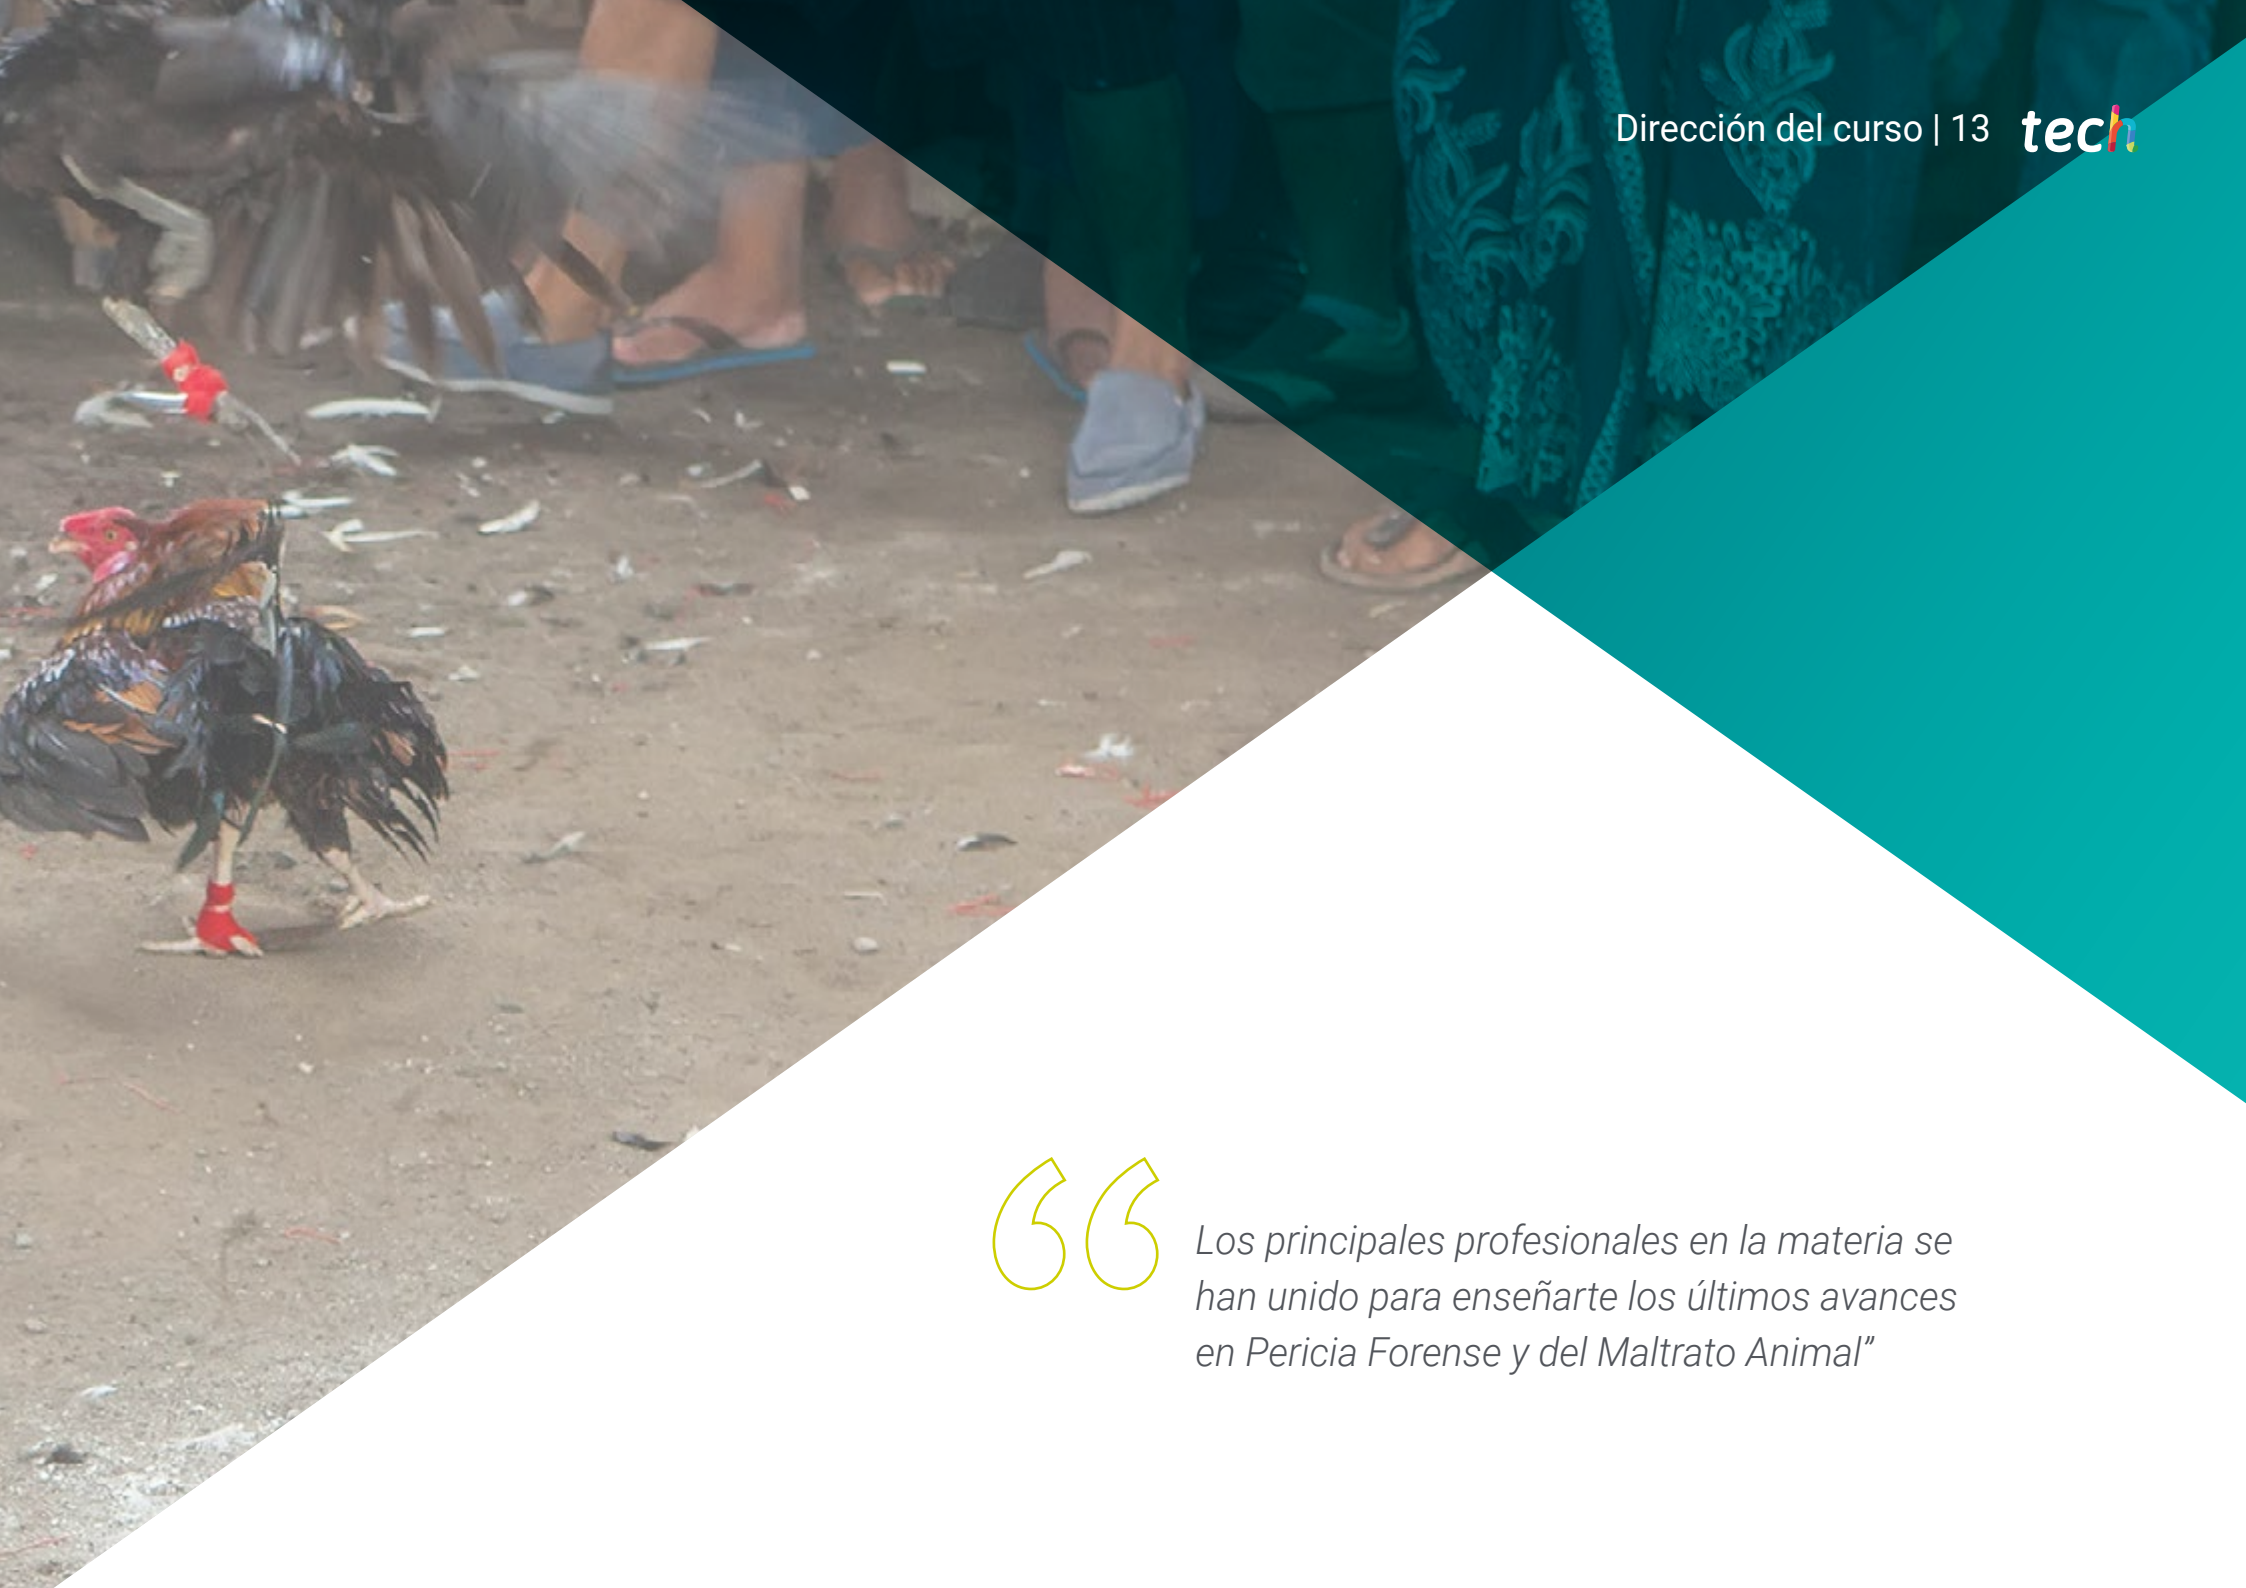 Dirección del curso | 13 tech
Los principales profesionales en la materia se
han unido para enseñarte los últimos avances
en Pericia Forense y del Maltrato Animal”